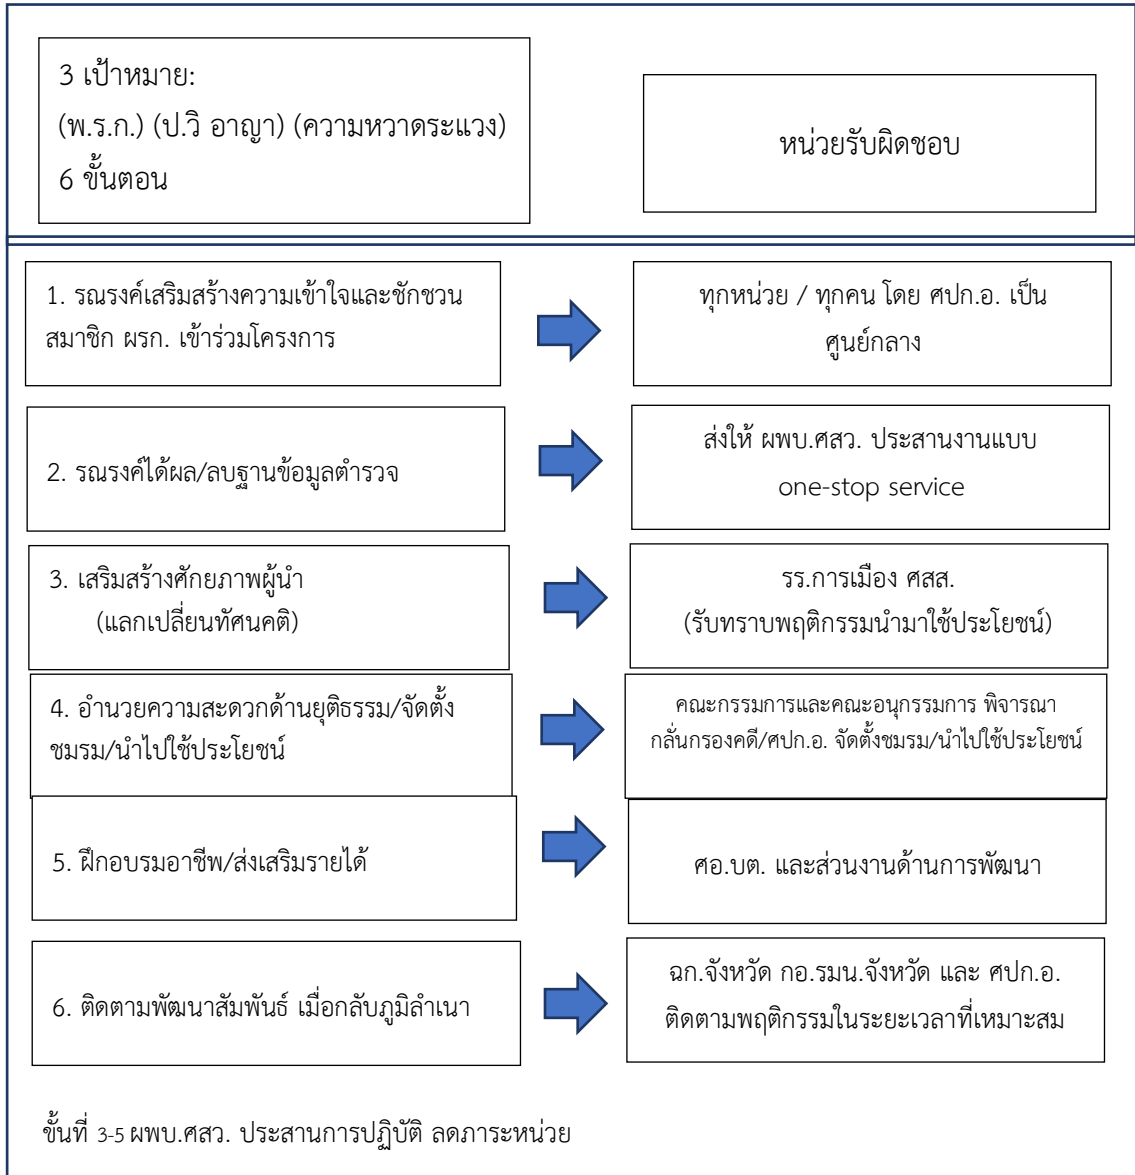 3 เป้าหมาย:
(พ.ร.ก.) (ป.วิ อาญา) (ความหวาดระแวง)
6 ขั้นตอน
หน่วยรับผิดชอบ
1. รณรงค์เสริมสร้างความเข้าใจและชักชวน
สมาชิก ผรก. เข้าร่วมโครงการ
ทุกหน่วย / ทุกคน โดย ศปก.อ. เป็น
ศูนย์กลาง
2. รณรงค์ได้ผล/ลบฐานข้อมูลตำรวจ
ส่งให้ ผพบ.ศสว. ประสานงานแบบ
one-stop service
3. เสริมสร้างศักยภาพผู้นำ
(แลกเปลี่ยนทัศนคติ)
รร.การเมือง ศสส.
(รับทราบพฤติกรรมนำมาใช้ประโยชน์)
4. อำนวยความสะดวกด้านยุติธรรม/จัดตั้ง
ชมรม/นำไปใช้ประโยชน์
คณะกรรมการและคณะอนุกรรมการ พิจารณา
กลั่นกรองคดี/ศปก.อ. จัดตั้งชมรม/นำไปใช้ประโยชน์
5. ฝึกอบรมอาชีพ/ส่งเสริมรายได้
ศอ.บต. และส่วนงานด้านการพัฒนา
6. ติดตามพัฒนาสัมพันธ์ เมื่อกลับภูมิลำเนา
ฉก.จังหวัด กอ.รมน.จังหวัด และ ศปก.อ.
ติดตามพฤติกรรมในระยะเวลาที่เหมาะสม
ขั้นที่ 3-5 ผพบ.ศสว. ประสานการปฏิบัติ ลดภาระหน่วย